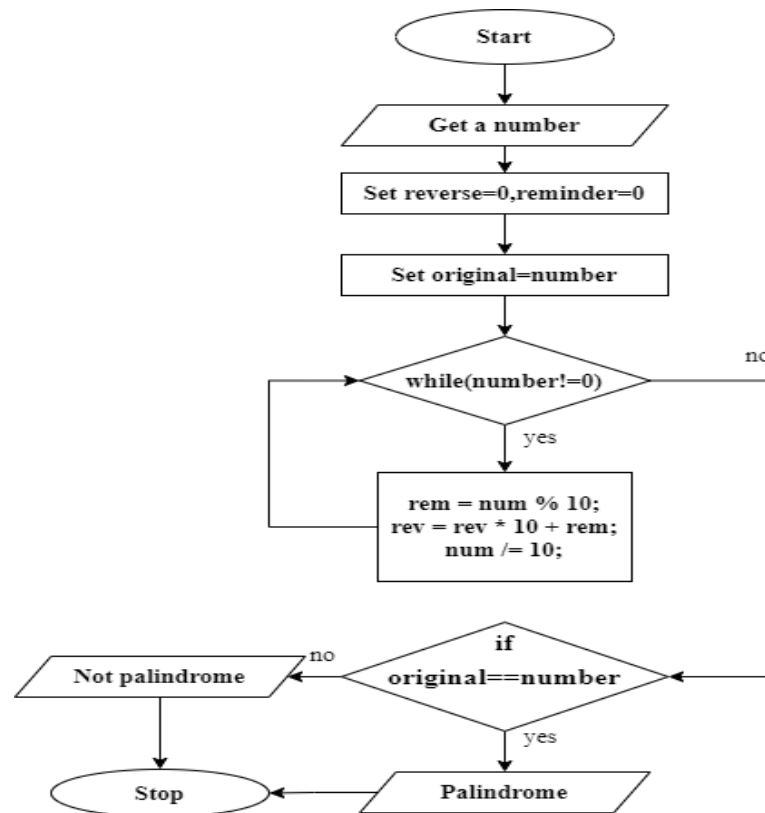 Start
Get a number
Set reverse=0,reminder=0
Set original=number
while(number!=0)
no
yes
rem = num % 10;
rev = rev * 10 + rem;
num /= 10;
if
original==number
no
Not palindrome
yes
Palindrome
Stop